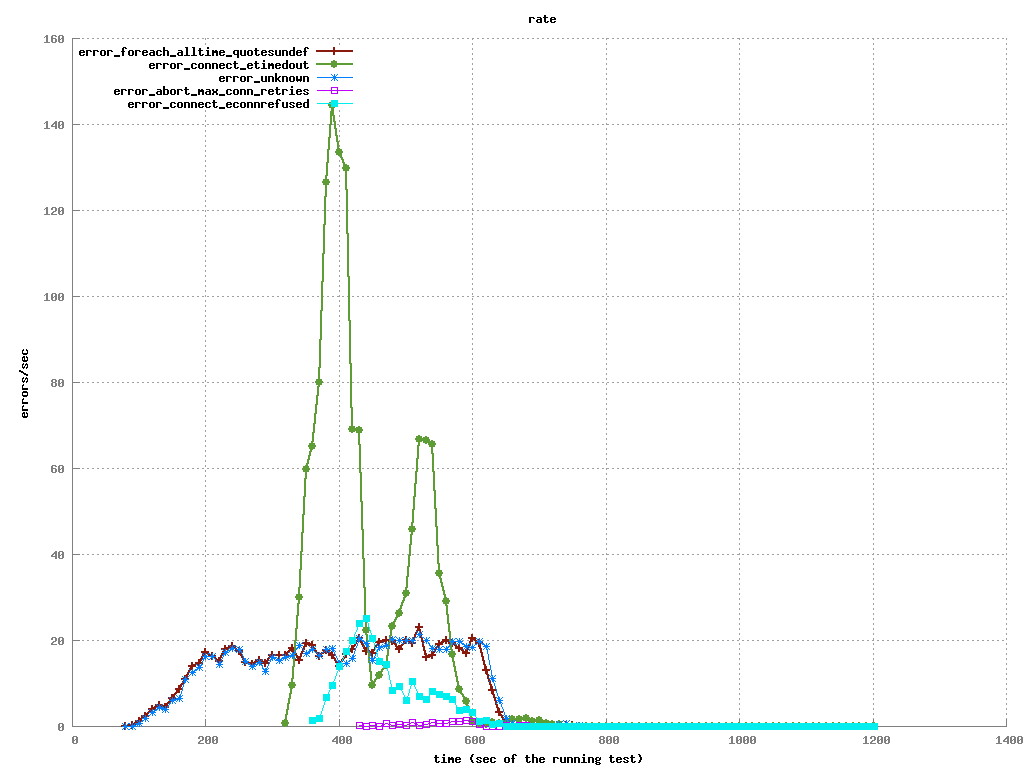 rate
160
error_foreach_alltime_quotesundef
error_connect_etimedout
error_unknown
error_abort_max_conn_retries
error_connect_econnrefused
140
120
100
80
60
40
20
0
errors/sec
0 200 400 600 800 1000 1200 1400
time (sec of the running test)